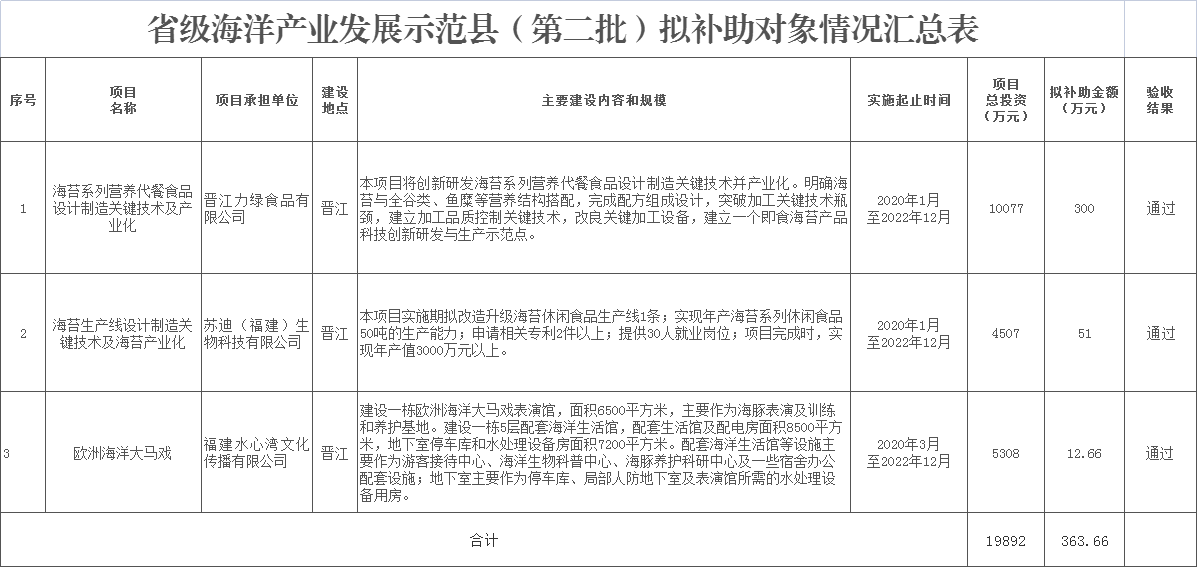 省级海洋产业发展示范县（第二批）拟补助对象情况汇总表
序号
项目
名称
项目承担单位
建设
地点
主要建设内容和规模
实施起止时间
项目
总投资
（万元）
拟补助金额
（万元）
验收
结果
1
海苔系列营养代餐食品
设计制造关键技术及产
业化
晋江力绿食品有
限公司
晋江
本项目将创新研发海苔系列营养代餐食品设计制造关键技术并产业化。明确海
苔与全谷类、鱼糜等营养结构搭配，完成配方组成设计，突破加工关键技术瓶
颈，建立加工品质控制关键技术，改良关键加工设备，建立一个即食海苔产品
科技创新研发与生产示范点。
2020年1月
至2022年12月
10077
300
通过
2
海苔生产线设计制造关
键技术及海苔产业化
苏迪（福建）生
物科技有限公司
晋江
本项目实施期拟改造升级海苔休闲食品生产线1条；实现年产海苔系列休闲食品
50吨的生产能力；申请相关专利2件以上；提供30人就业岗位；项目完成时，实
现年产值3000万元以上。
2020年1月
至2022年12月
4507
51
通过
3
欧洲海洋大马戏
福建水心湾文化
传播有限公司
晋江
建设一栋欧洲海洋大马戏表演馆，面积6500平方米，主要作为海豚表演及训练
和养护基地。建设一栋5层配套海洋生活馆，配套生活馆及配电房面积8500平方
米，地下室停车库和水处理设备房面积7200平方米。配套海洋生活馆等设施主
要作为游客接待中心、海洋生物科普中心、海豚养护科研中心及一些宿舍办公
配套设施；地下室主要作为停车库、局部人防地下室及表演馆所需的水处理设
备用房。
2020年3月
至2022年12月
5308
12.66
通过
合计
19892
363.66